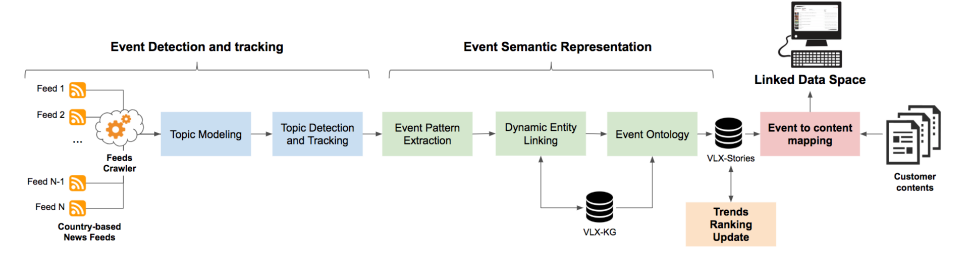 Event Detection and tracking
Event Semantic Representation
Linked Data Space
Feed 1
Feed 2
...
Feeds
Crawler
Feed N-1
Feed N
Country-based
News Feeds
Topic Modeling
Topic Detection
and Tracking
Event Pattern
Extraction
Dynamic Entity
Linking
Event Ontology
VLX-KG
VLX-Stories
Trends
Ranking
Update
Event to content
mapping
Customer
contents